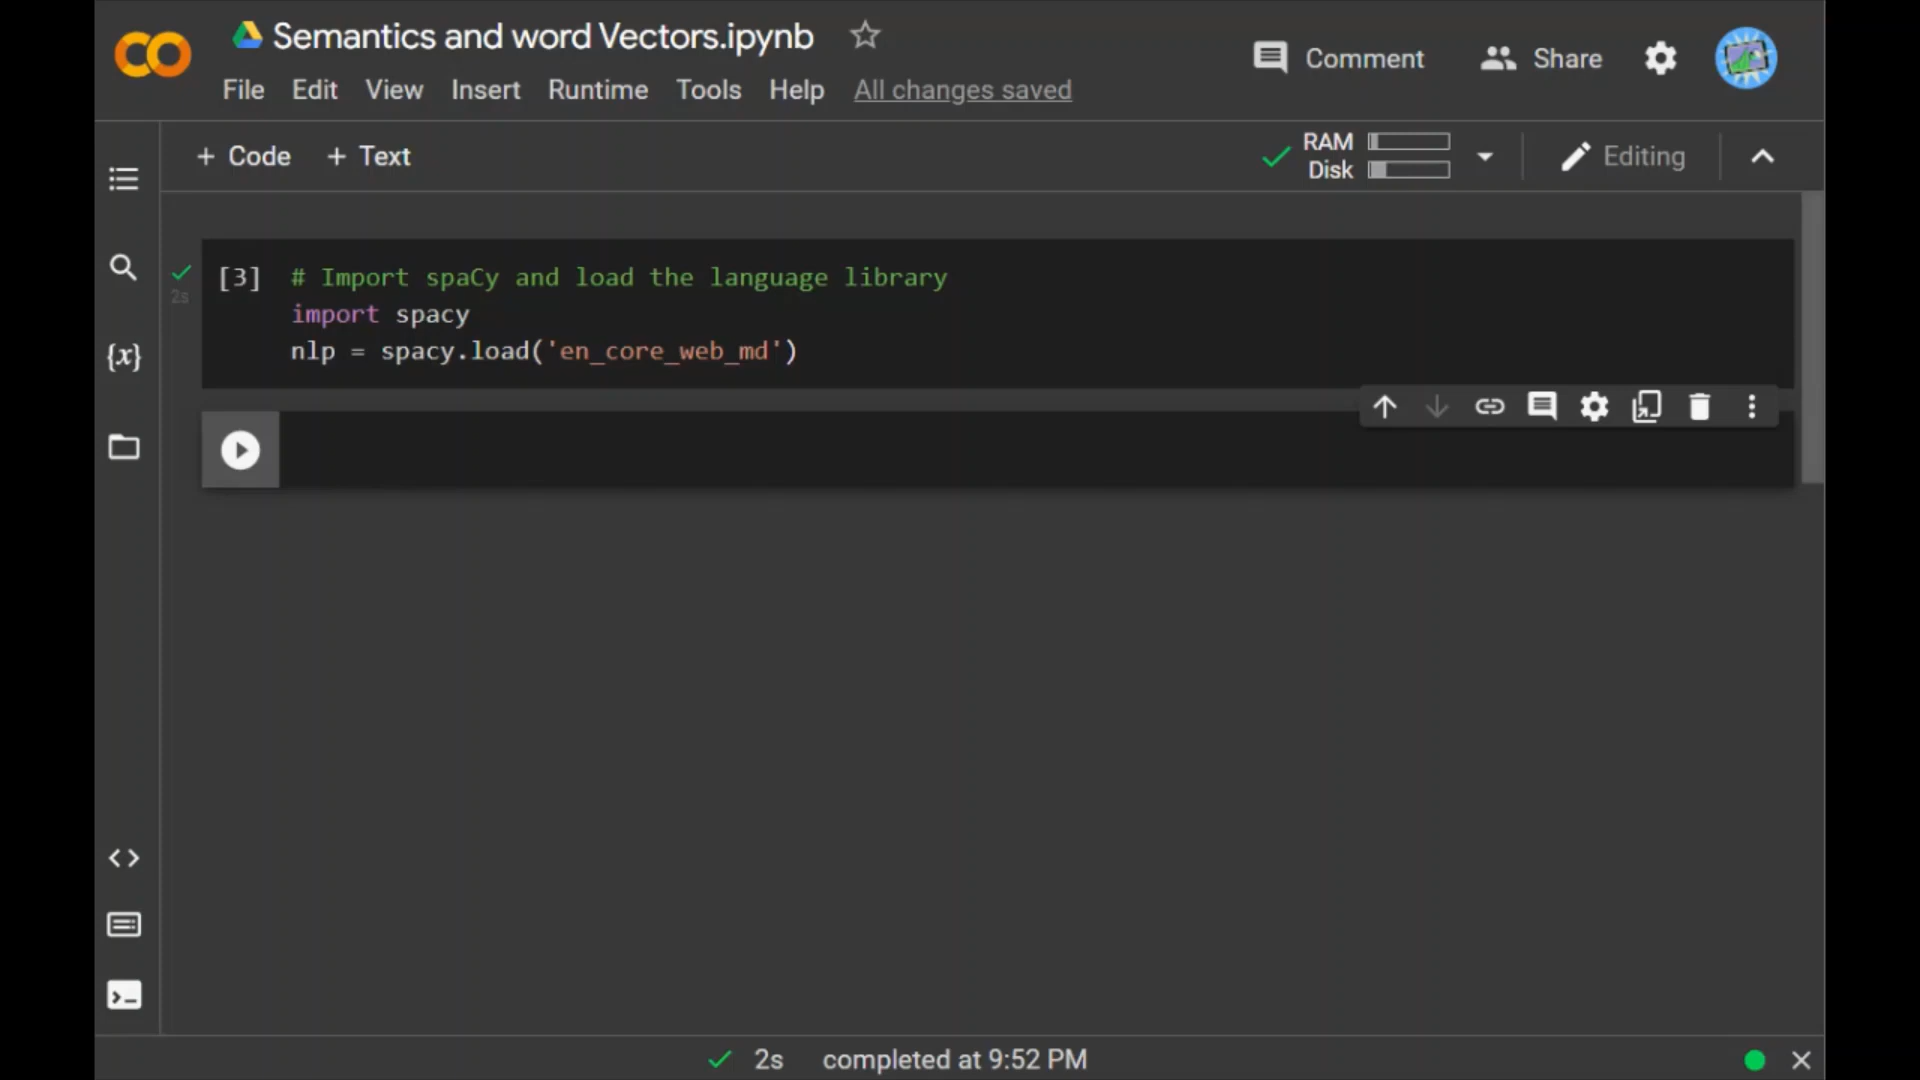 Semantics and word Vectors.ipynb
Comment
Share
File Edit View Insert Runtime Tools Help All changes saved
+ Code + Text
RAM
Disk
Editing
[3] # Import spaCy and load the language library
import spacy
nlp = spacy.load('en_core_web_md')
2s
{x}
2s completed at 9:52 PM